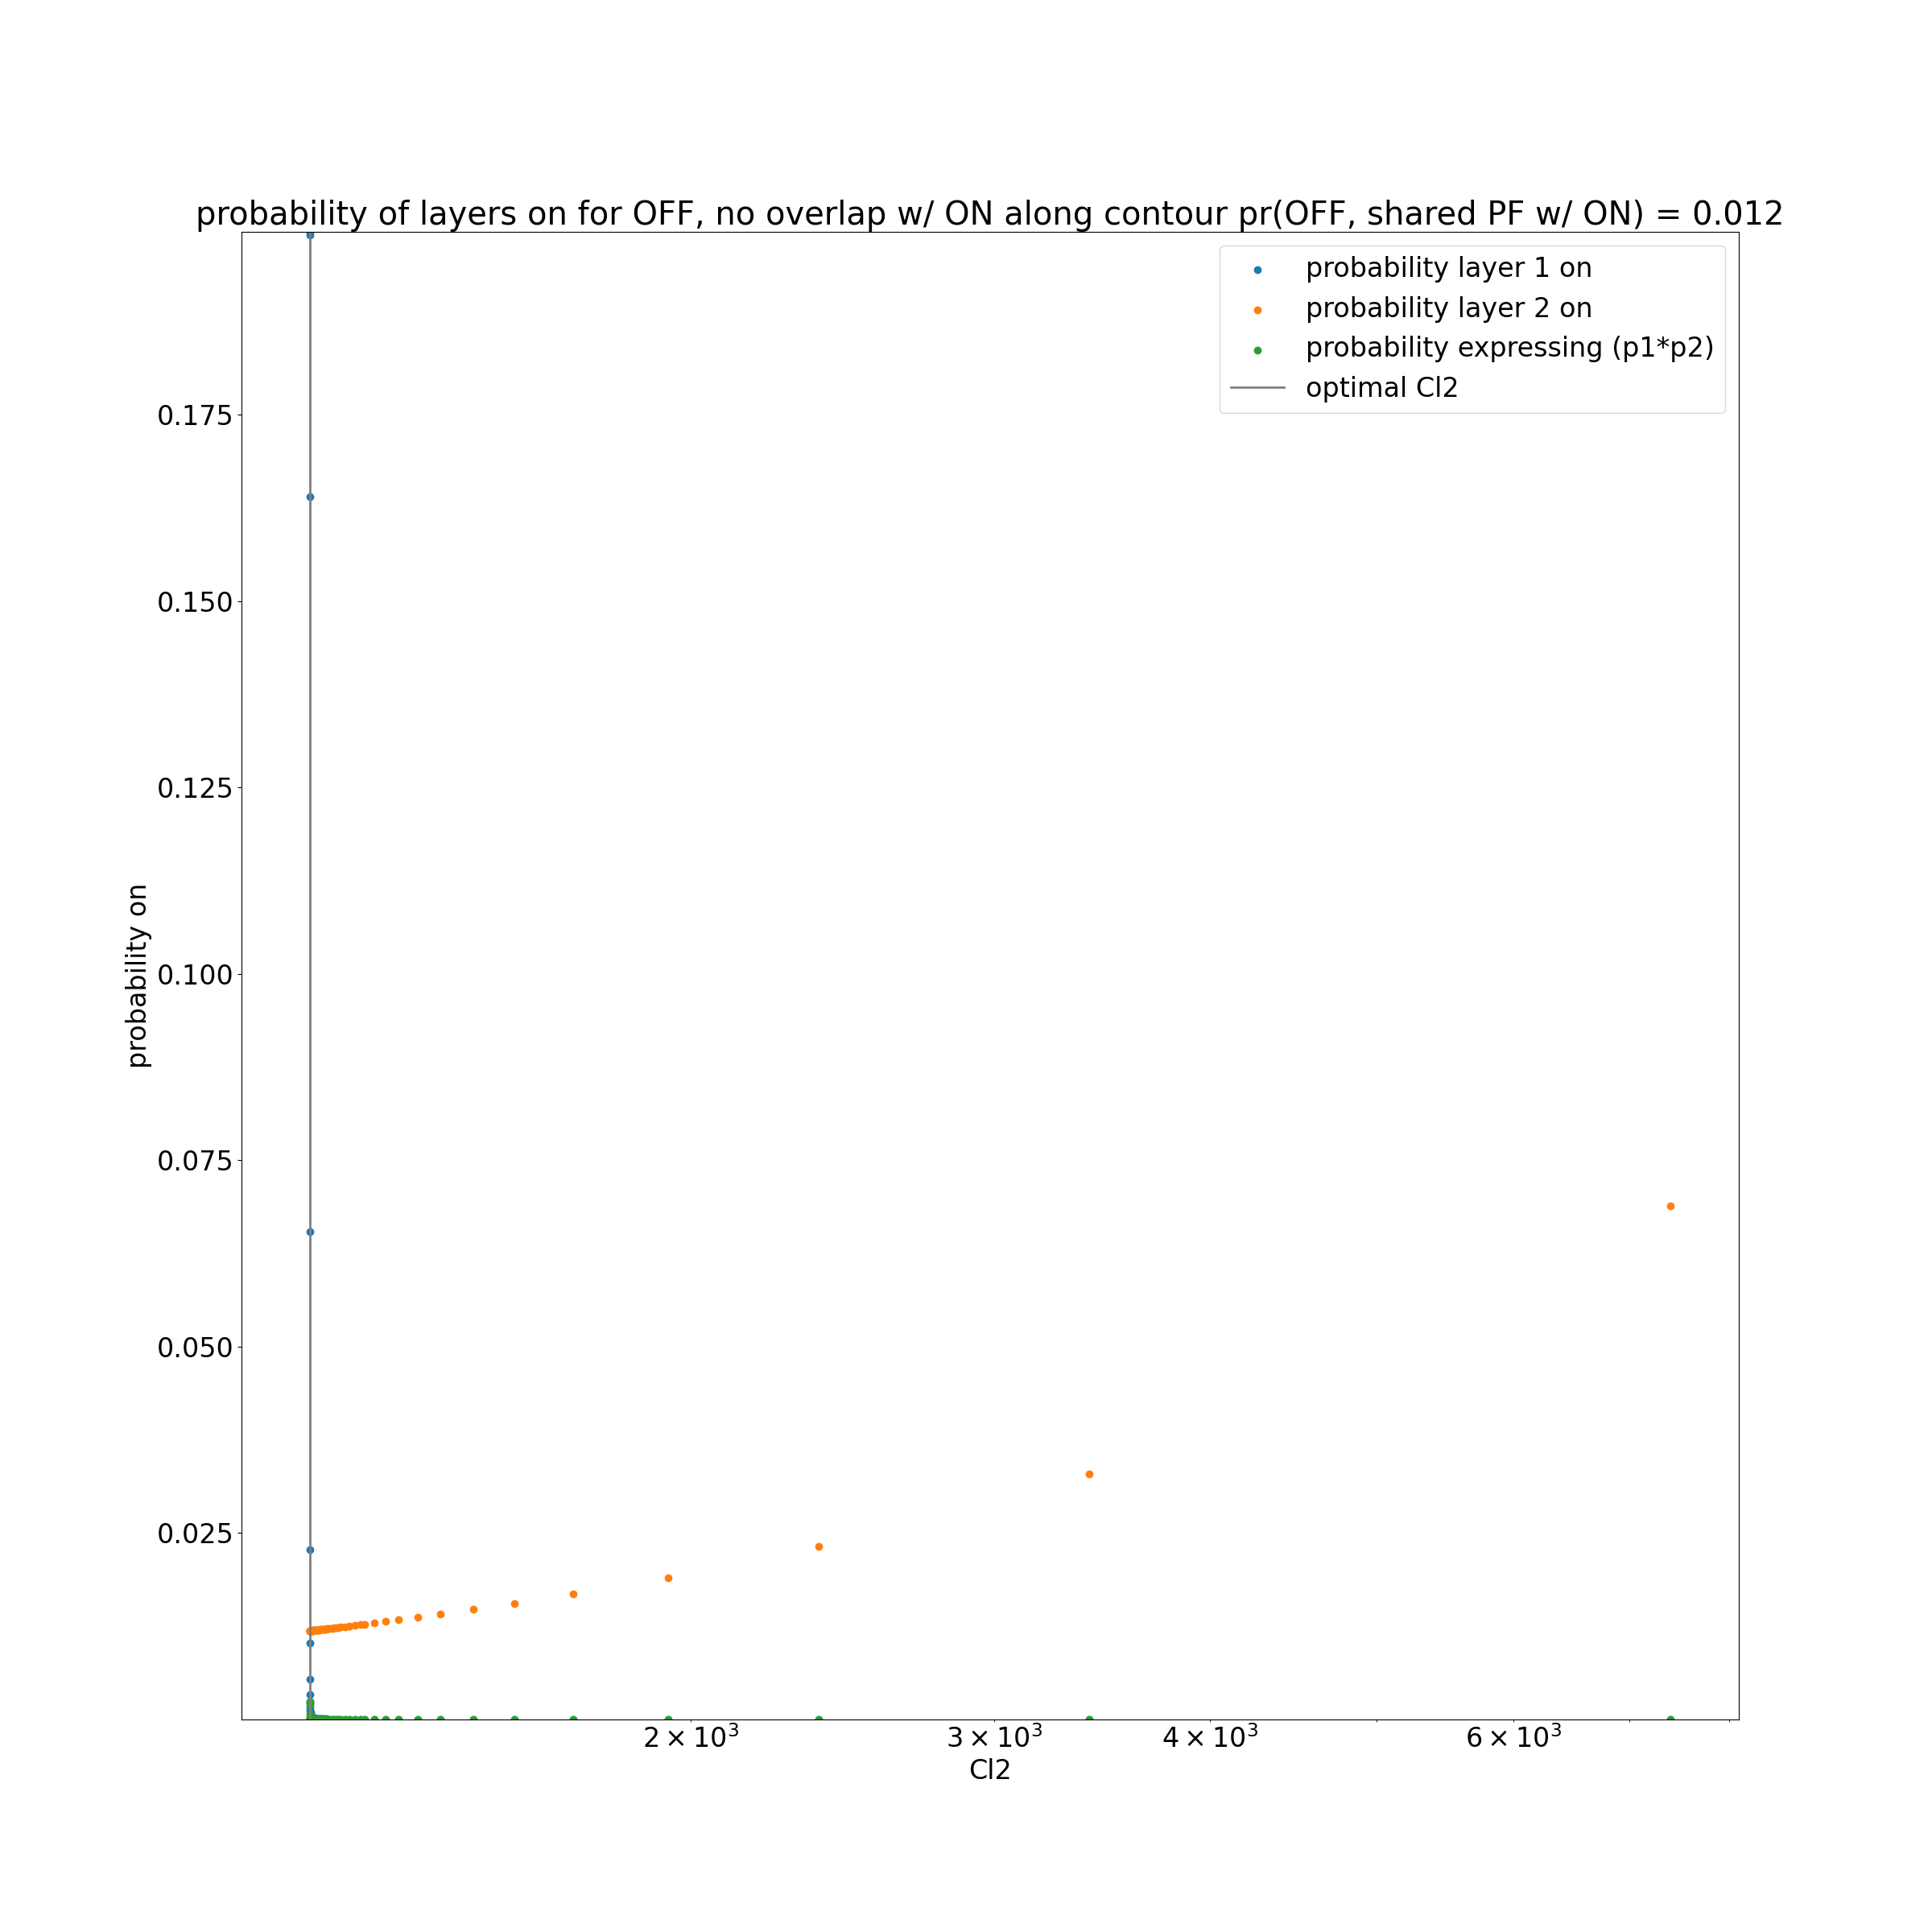 probability of layers on for OFF, no overlap w/ ON along contour pr(OFF, shared PF w/ ON) = 0.012
probability layer 1 on
probability layer 2 on
probability expressing (p1*p2)
optimal Cl2
0.175
0.150
0.125
0.100
0.075
0.050
0.025
probability on
2 × 10³
3 × 10³
4 × 10³
6 × 10³
Cl2